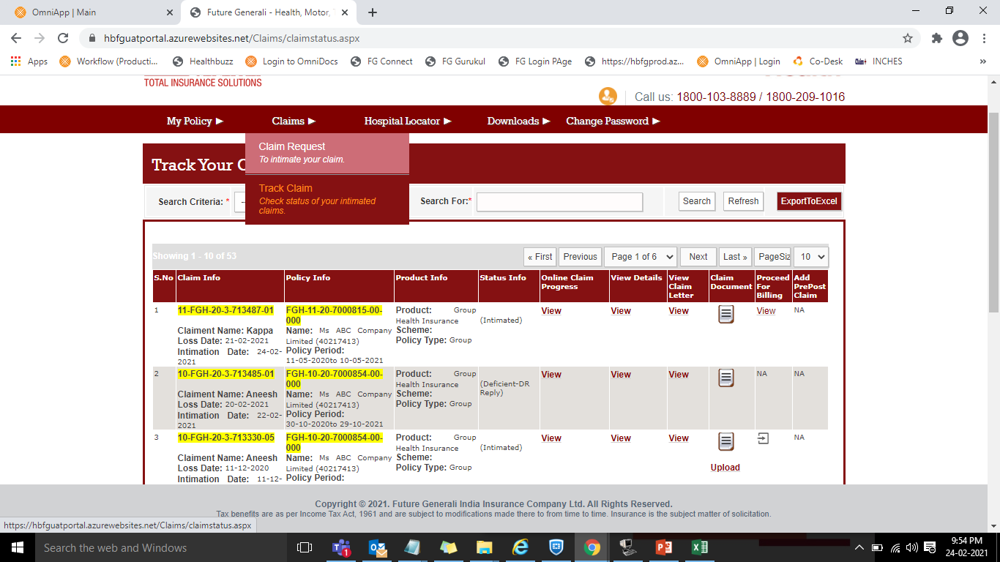 OmniApp | Main
Future Generali - Health, Motor,
hbfguatportal.azurewebsites.net/Claims/claimstatus.aspx
Apps Workflow (Producti... Healthbuzz Login to OmniDocs FG Connect FG Gurukul FG Login PAge https://hbfgprod.az... OmniApp | Login Co-Desk INCHES »
TOTAL INSURANCE SOLUTIONS
Call us: 1800-103-8889 / 1800-209-1016
My Policy ▶ Claims ▶ Hospital Locator ▶ Downloads ▶ Change Password ▶
Claim Request
To intimate your claim.
Track Your C
Track Claim
Check status of your intimated
claims.
Search Criteria: * -- Search For:* Search Refresh ExportToExcel
Showing 1 - 10 of 53 « First Previous Page 1 of 6 Next Last » PageSiz 10
S.No Claim Info Policy Info Product Info Status Info Online Claim Progress View Details View Claim Letter Claim Document Proceed For Billing Add PrePost Claim
1 11-FGH-20-3-713487-01 FGH-11-20-7000815-00-000 Product: Group Health Insurance (Intimated) View View View View NA
Claiment Name: Kappa Name: Ms ABC Company Limited (40217413) Scheme:
Loss Date: 21-02-2021 Policy Type: Group
Intimation Date: 24-02-2021 Policy Period: 11-05-2020to 10-05-2021
2 10-FGH-20-3-713485-01 FGH-10-20-7000854-00-000 Product: Group Health Insurance (Deficient-DR Reply) View View View NA NA
Claiment Name: Aneesh Name: Ms ABC Company Limited (40217413) Scheme:
Loss Date: 20-02-2021 Policy Type: Group
Intimation Date: 22-02-2021 Policy Period: 30-10-2020to 29-10-2021
3 10-FGH-20-3-713330-05 FGH-10-20-7000854-00-000 Product: Group Health Insurance (Intimated) View View View NA
Claiment Name: Aneesh Name: Ms ABC Company Limited (40217413) Scheme:
Loss Date: 11-12-2020 Policy Type: Group Upload
Intimation Date: 11-12- Policy Period:
Copyright © 2021. Future Generali India Insurance Company Ltd. All Rights Reserved.
Tax benefits are as per Income Tax Act, 1961 and are subject to modifications made there to from time to time. Insurance is the subject matter of solicitation.
https://hbfguatportal.azurewebsites.net/Claims/claimstatus.aspx
Search the web and Windows
1
9:54 PM
24-02-2021